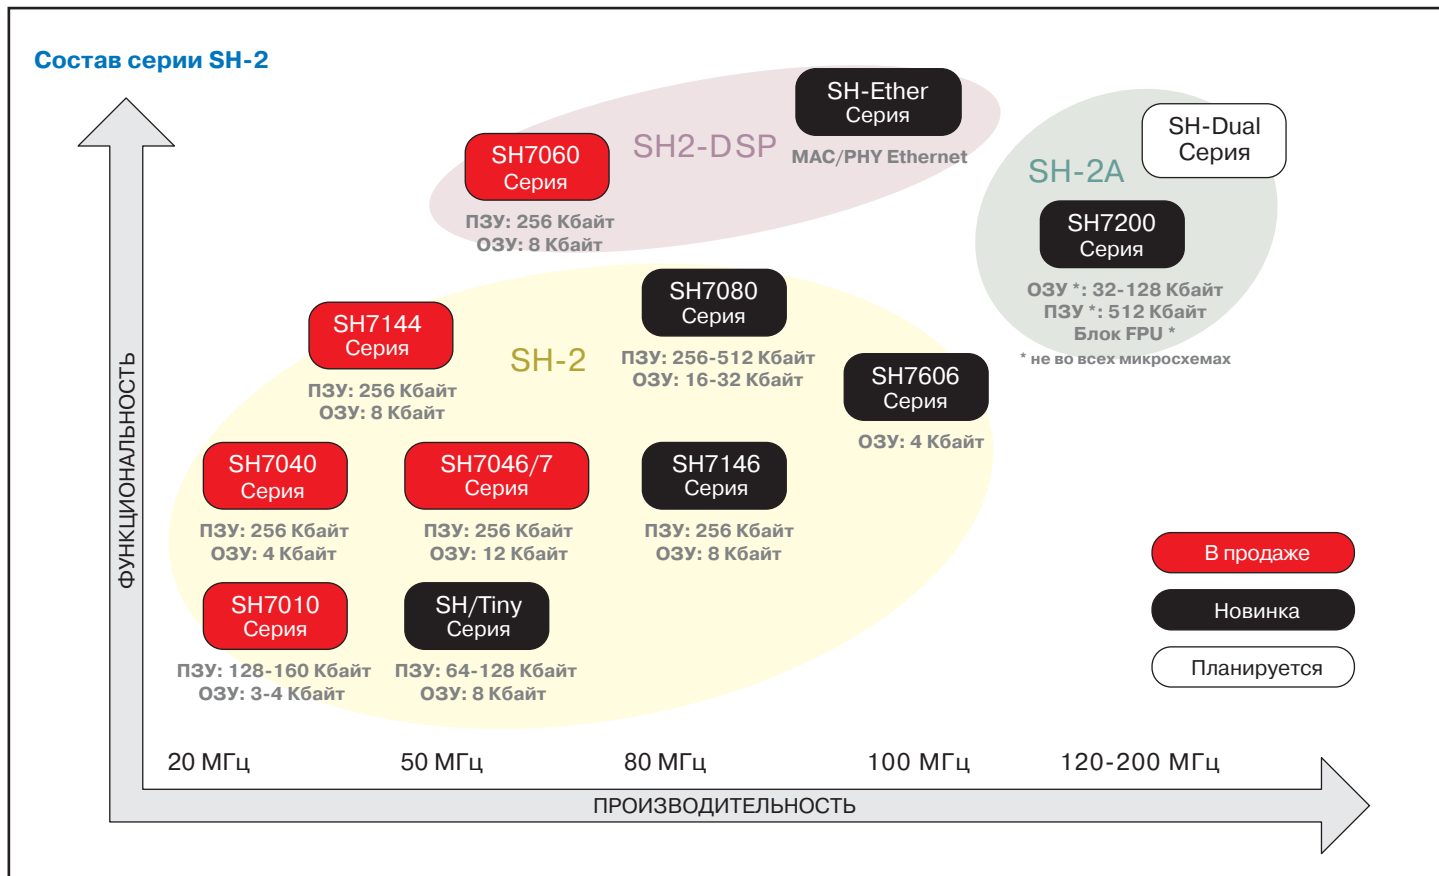 Состав серии SH-2
SH-Ether
Серия
MAC/PHY Ethernet
SH2-DSP
SH7060
Серия
ПЗУ: 256 Кбайт
ОЗУ: 8 Кбайт
SH-Dual
Серия
SH-2A
SH7200
Серия
ОЗУ *: 32-128 Кбайт
ПЗУ *: 512 Кбайт
Блок FPU *
* не во всех микросхемах
SH7080
Серия
ПЗУ: 256-512 Кбайт
ОЗУ: 16-32 Кбайт
SH7144
Серия
ПЗУ: 256 Кбайт
ОЗУ: 8 Кбайт
SH-2
SH7606
Серия
ОЗУ: 4 Кбайт
SH7040
Серия
ПЗУ: 256 Кбайт
ОЗУ: 4 Кбайт
SH7046/7
Серия
ПЗУ: 256 Кбайт
ОЗУ: 12 Кбайт
SH7146
Серия
ПЗУ: 256 Кбайт
ОЗУ: 8 Кбайт
SH7010
Серия
ПЗУ: 128-160 Кбайт
ОЗУ: 3-4 Кбайт
SH/Tiny
Серия
ПЗУ: 64-128 Кбайт
ОЗУ: 8 Кбайт
В продаже
Новинка
Планируется
ФУНКЦИОНАЛЬНОСТЬ
20 МГц
50 МГц
80 МГц
100 МГц
120-200 МГц
ПРОИЗВОДИТЕЛЬНОСТЬ